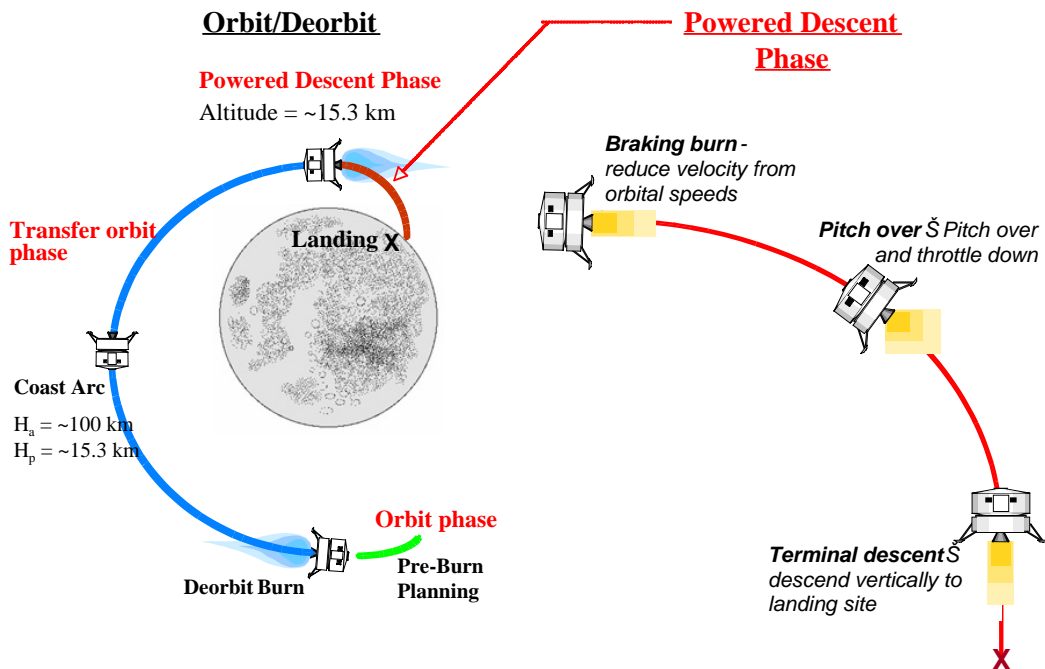 Orbit/Deorbit
Powered Descent Phase
Altitude = ~15.3 km
Transfer orbit
phase
Landing X
Coast Arc
Hₐ = ~100 km
Hₚ = ~15.3 km
Deorbit Burn
Orbit phase
Pre-Burn
Planning
Powered Descent
Phase
Braking burn -
reduce velocity from
orbital speeds
Pitch over Š Pitch over
and throttle down
Terminal descentŠ
descend vertically to
landing site
X